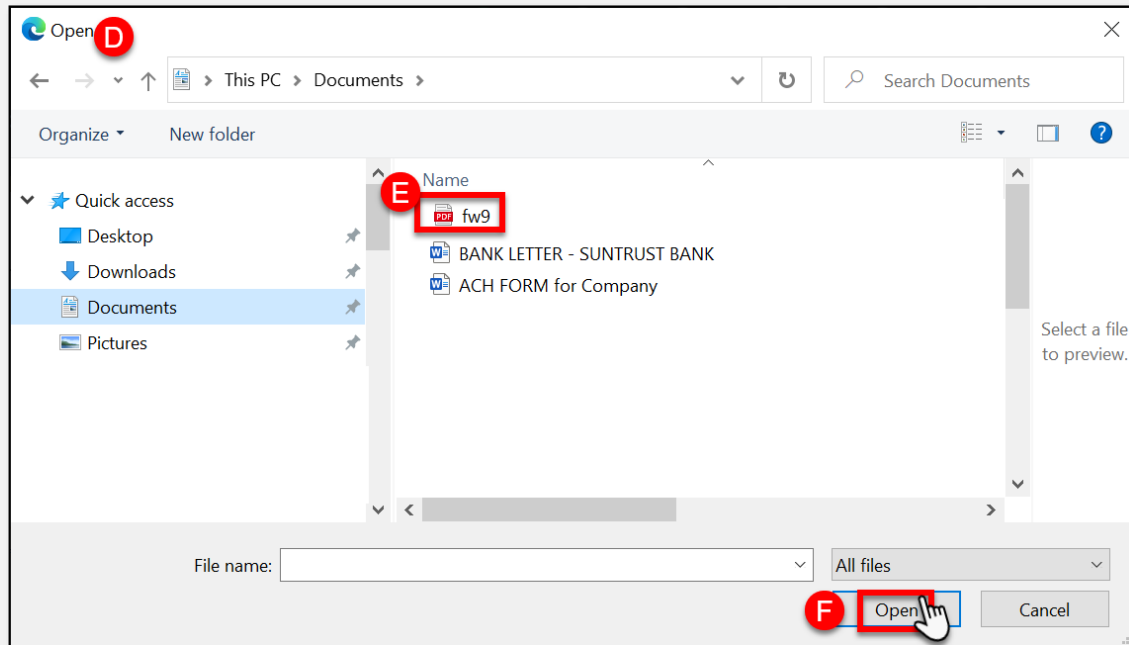 Open D
This PC > Documents >
Search Documents
Organize
New folder
?
Name
Quick access
E
PDF fw9
Desktop
W BANK LETTER - SUNTRUST BANK
Downloads
W ACH FORM for Company
Documents
Pictures
Select a file
to preview.
File name:
All files
F Open
Cancel